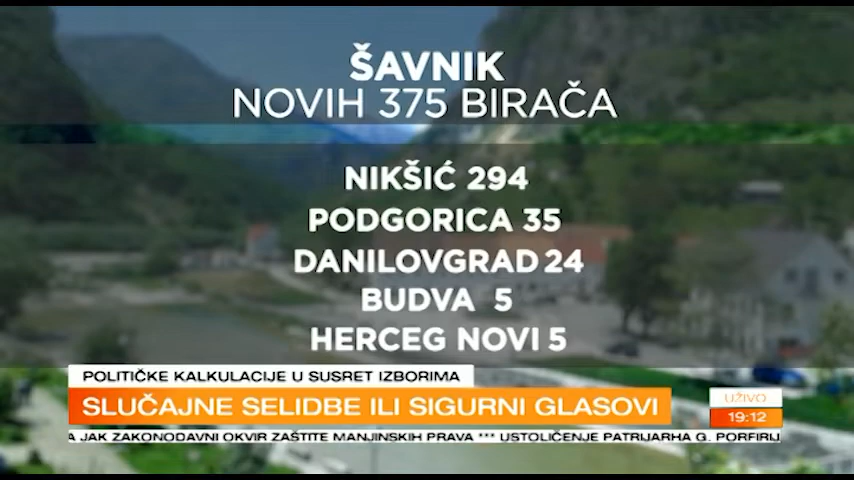 ŠAVNIK
NOVIH 375 BIRAČA
NIKŠIĆ 294
PODGORICA 35
DANILOVGRAD 24
BUDVA 5
HERCEG NOVI 5
POLITIČKE KALKULACIJE U SUSRET IZBORIMA
SLUČAJNE SELIDBE ILI SIGURNI GLASOVI
UŽIVO
19:12
A JAK ZAKONODAVNI OKVIR ZAŠTITE MANJINSKIH PRAVA *** USTOLIČENJE PATRIJARHA G. PORFIRIJ